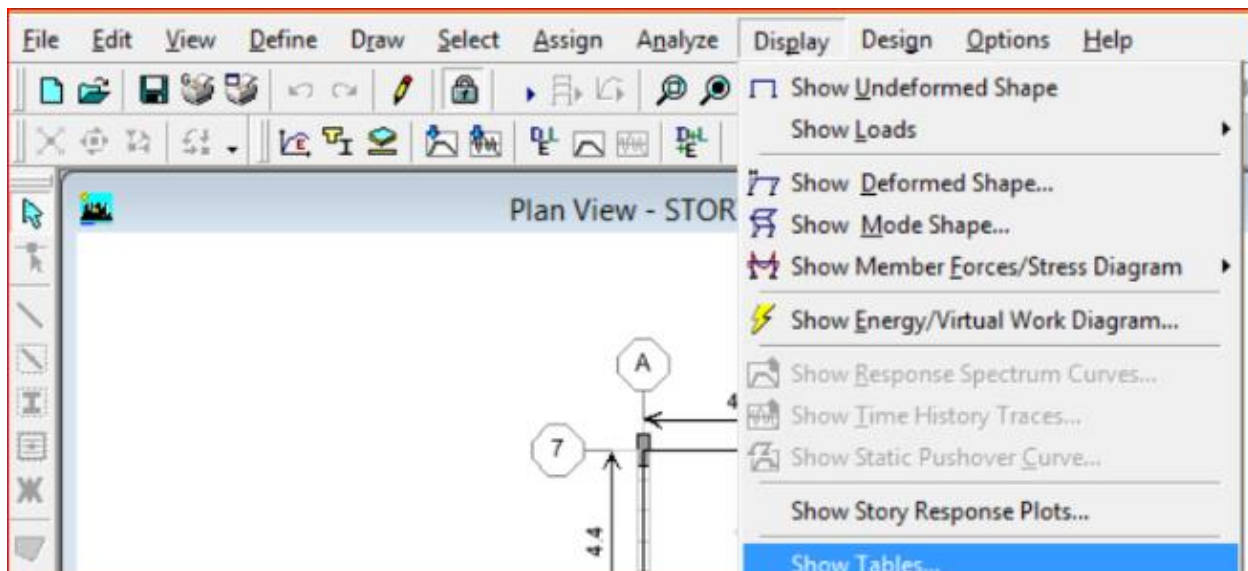 File Edit View Define Draw Select Assign Analyze Display Design Options Help
Show Undeformed Shape
Show Loads
Show Deformed Shape...
Show Mode Shape...
Show Member Forces/Stress Diagram
Show Energy/Virtual Work Diagram...
Show Response Spectrum Curves...
Show Time History Traces...
Show Static Pushover Curve...
Show Story Response Plots...
Show Tables...
Plan View - STOR
A
4
7
4.4